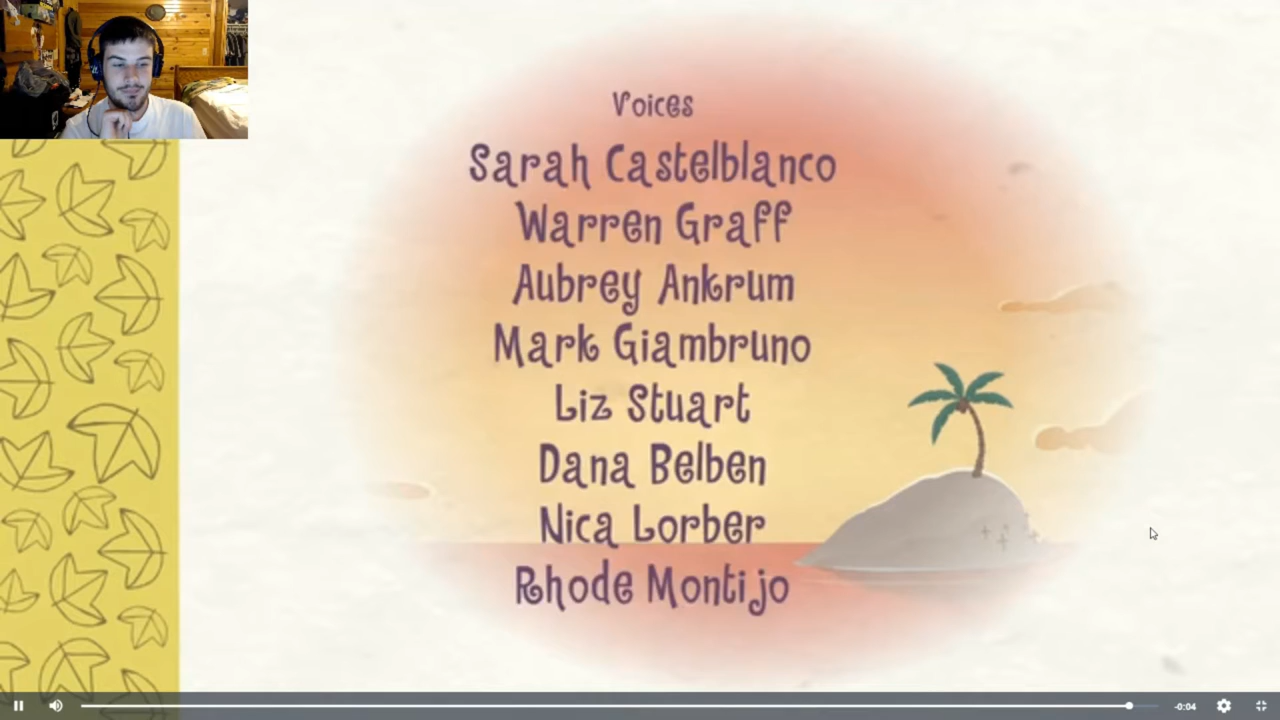 Voices
Sarah Castelblanco
Warren Graff
Aubrey Ankrum
Mark Giambruno
Liz Stuart
Dana Belben
Nica Lorber
Rhode Montijo
-0:04